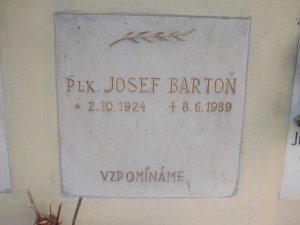 PLK. JOSEF BARTOŇ
* 2.10.1924 ✝ 8.6.1989
VZPOMÍNÁME.